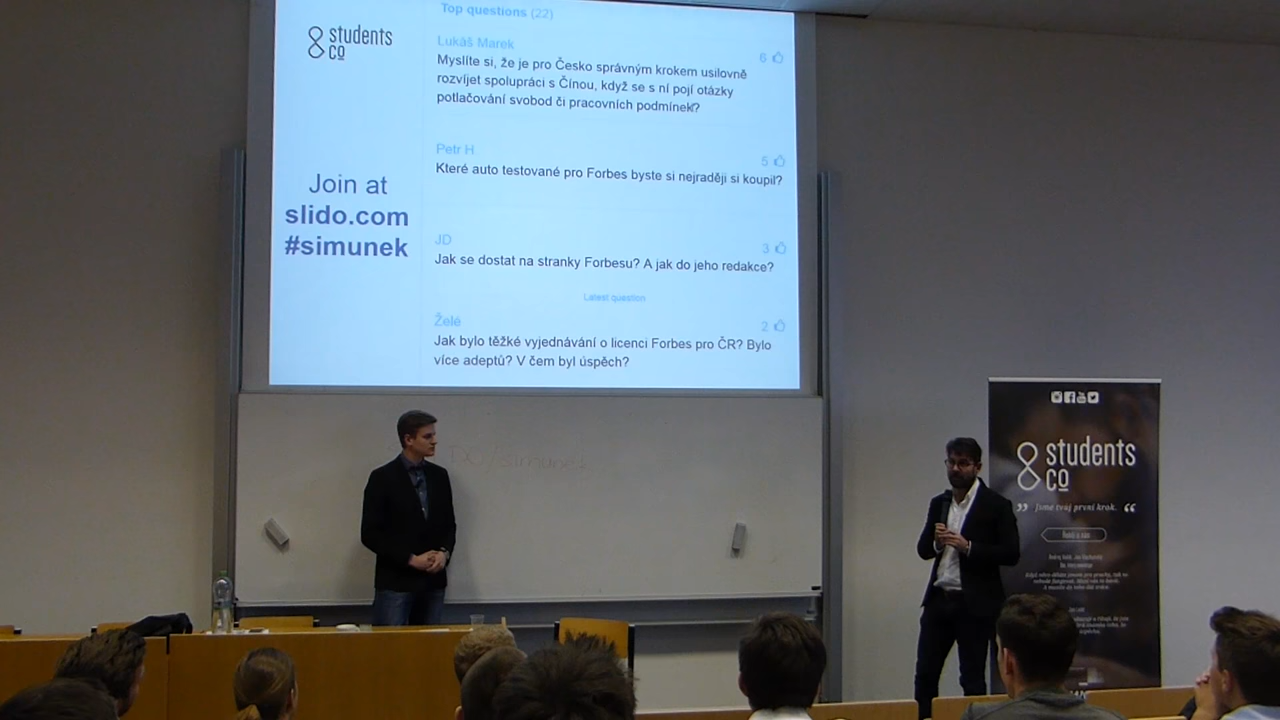 Top questions (22)
students
co
Lukáš Marek
6
Myslíte si, že je pro Česko správným krokem usilovně
rozvíjet spolupráci s Čínou, když se s ní pojí otázky
potlačování svobod či pracovních podmínek?
Petr H
5
Které auto testované pro Forbes byste si nejraději si koupil?
Join at
slido.com
#simunek
JD
3
Jak se dostat na stranky Forbesu? A jak do jeho redakce?
Latest question
Želé
2
Jak bylo těžké vyjednávání o licenci Forbes pro ČR? Bylo
více adeptů? V čem byl úspěch?
simunek
students
co
Jsme tvůj první krok.